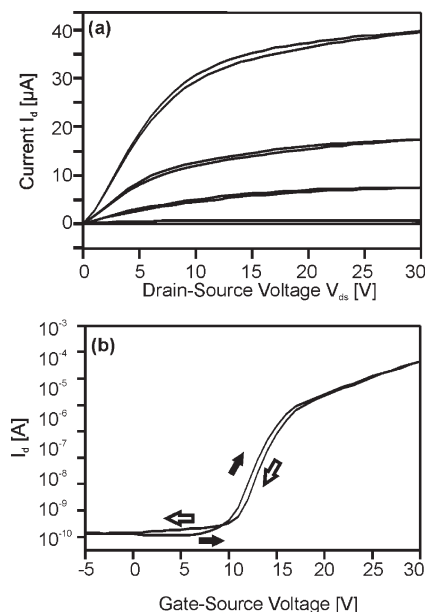 (a)
Current I_d [µA]
40
30
20
10
0
0 5 10 15 20 25 30
Drain-Source Voltage V_ds [V]
(b)
I_d [A]
10^-3
10^-4
10^-5
10^-6
10^-7
10^-8
10^-9
10^-10
-5 0 5 10 15 20 25 30
Gate-Source Voltage [V]